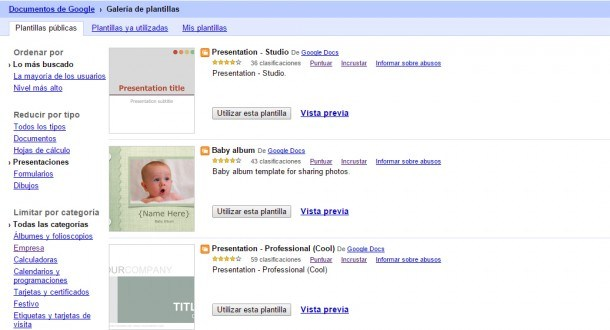 Documentos de Google › Galería de plantillas
Plantillas públicas Plantillas ya utilizadas Mis plantillas
Ordenar por
› Lo más buscado
La mayoría de los usuarios
Nivel más alto
Reducir por tipo
Todos los tipos
Documentos
Hojas de cálculo
› Presentaciones
Formularios
Dibujos
Limitar por categoría
› Todas las categorías
Álbumes y folioscopios
Empresa
Calculadoras
Calendarios y
programaciones
Tarjetas y certificados
Festivo
Etiquetas y tarjetas de
visita
Presentation title
Presentation subtitle
Presentation - Studio De Google Docs
36 clasificaciones Puntuar Incrustar Informar sobre abusos
Presentation - Studio.
Utilizar esta plantilla Vista previa
{Name Here}
Baby album De Google Docs
43 clasificaciones Puntuar Incrustar Informar sobre abusos
Baby album template for sharing photos.
Utilizar esta plantilla Vista previa
OURCOMPANY
TITL
Presentation - Professional (Cool) De Google Docs
59 clasificaciones Puntuar Incrustar Informar sobre abusos
Presentation - Professional (Cool)
Utilizar esta plantilla Vista previa